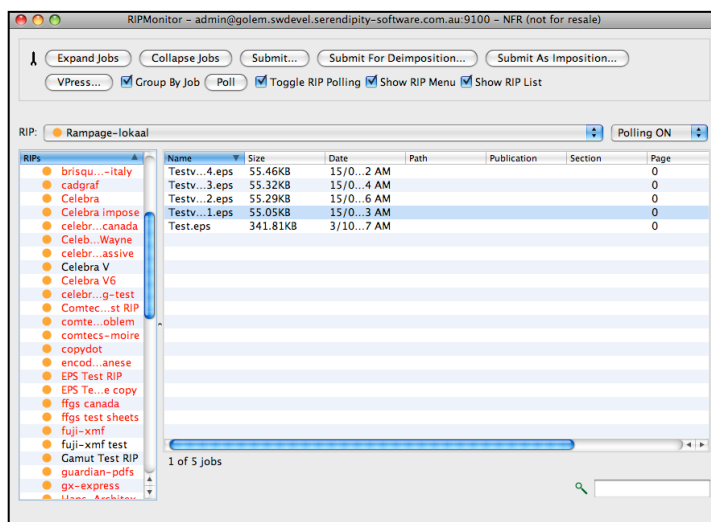 RIPMonitor - admin@golem.swdevel.serendipity-software.com.au:9100 - NFR (not for resale)
Expand Jobs Collapse Jobs Submit... Submit For Deimposition... Submit As Imposition...
VPress... Group By Job Poll Toggle RIP Polling Show RIP Menu Show RIP List
RIP: Rampage-lokaal Polling ON
RIPs
brisqu...-italy
cadgraf
Celebra
Celebra impose
celebr...canada
Celeb...Wayne
celebr...assive
Celebra V
Celebra V6
celebr...g-test
Comtec...st RIP
comte...oblem
comtecs-moire
copydot
encod...anese
EPS Test RIP
EPS Te...e copy
ffgs canada
ffgs test sheets
fuji-xmf
fuji-xmf test
Gamut Test RIP
guardian-pdfs
gx-express
Name Size Date Path Publication Section Page
Testv...4.eps 55.46KB 15/0...2 AM 0
Testv...3.eps 55.32KB 15/0...4 AM 0
Testv...2.eps 55.29KB 15/0...6 AM 0
Testv...1.eps 55.05KB 15/0...3 AM 0
Test.eps 341.81KB 3/10...7 AM 0
1 of 5 jobs